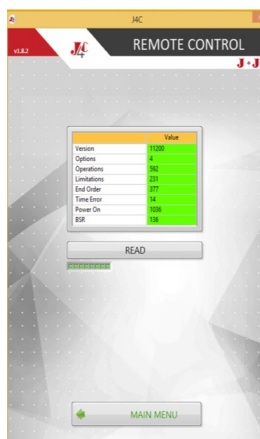 J4C
v1.8.2
J4C
REMOTE CONTROL
J+J
Value
Version 11200
Options 4
Operations 592
Limitations 231
End Order 377
Time Error 14
Power On 1036
BSR 136
READ
MAIN MENU